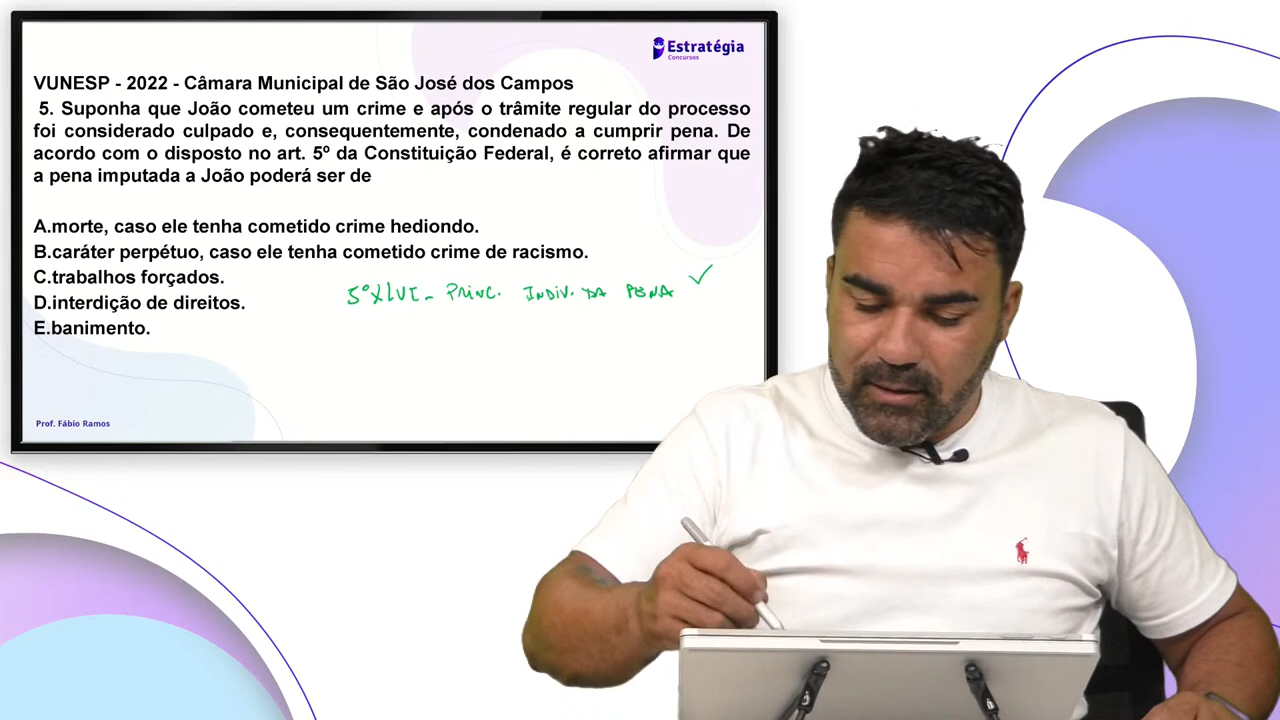 Estratégia
Concursos
VUNESP - 2022 - Câmara Municipal de São José dos Campos
5. Suponha que João cometeu um crime e após o trâmite regular do processo
foi considerado culpado e, consequentemente, condenado a cumprir pena. De
acordo com o disposto no art. 5º da Constituição Federal, é correto afirmar que
a pena imputada a João poderá ser de
A.morte, caso ele tenha cometido crime hediondo.
B.caráter perpétuo, caso ele tenha cometido crime de racismo.
C.trabalhos forçados.
D.interdição de direitos.
5º XLVI - PRINC. INDIV. DA PENA ✓
E.banimento.
Prof. Fábio Ramos